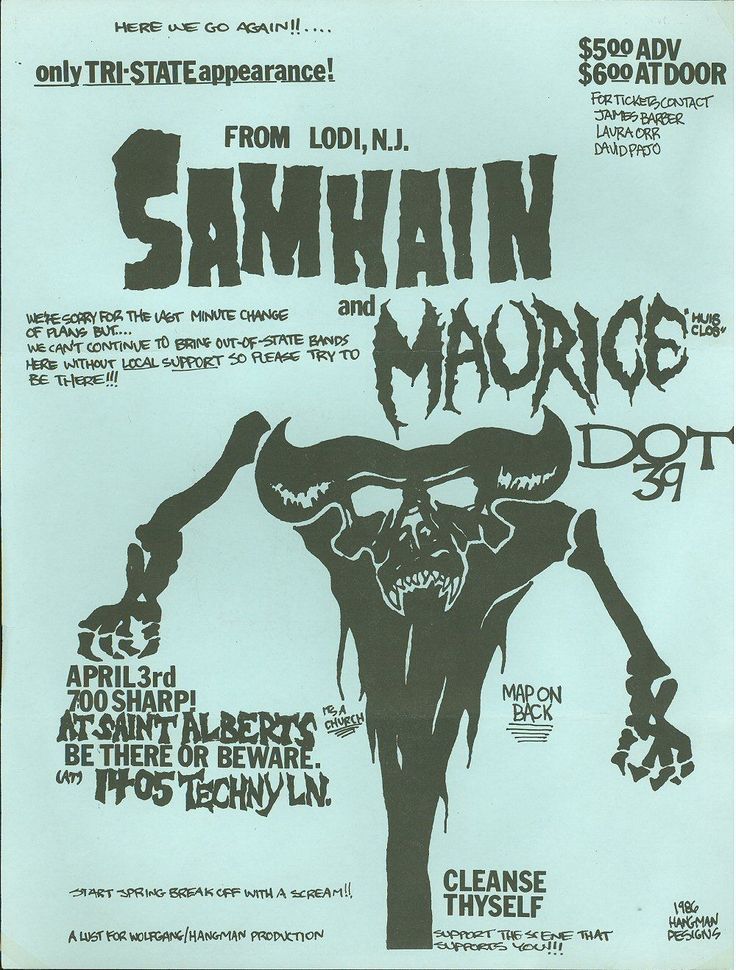 HERE WE GO AGAIN!!....
only TRI-STATE appearance!
$5.00 ADV
$6.00 AT DOOR
FOR TICKETS CONTACT
JAMES BARBER
LAURA ORR
DAVID PAJO
FROM LODI, N.J.
SAMHAIN
and MAURICE
"HUIS
CLOS"
WE'RE SORRY FOR THE LAST MINUTE CHANGE
OF PLANS BUT....
WE CAN'T CONTINUE TO BRING OUT-OF-STATE BANDS
HERE WITHOUT LOCAL SUPPORT SO PLEASE TRY TO
BE THERE!!!
DOT
39
APRIL 3rd
7:00 SHARP!
AT SAINT ALBERTS
IT'S A
CHURCH
BE THERE OR BEWARE.
(AT) 1405 TECHNY LN.
MAP ON
BACK
START SPRING BREAK OFF WITH A SCREAM!!
A LUST FOR WOLFGANG/HANGMAN PRODUCTION
CLEANSE
THYSELF
SUPPORT THE SCENE THAT
SUPPORTS YOU!!!
1986
HANGMAN
DESIGNS